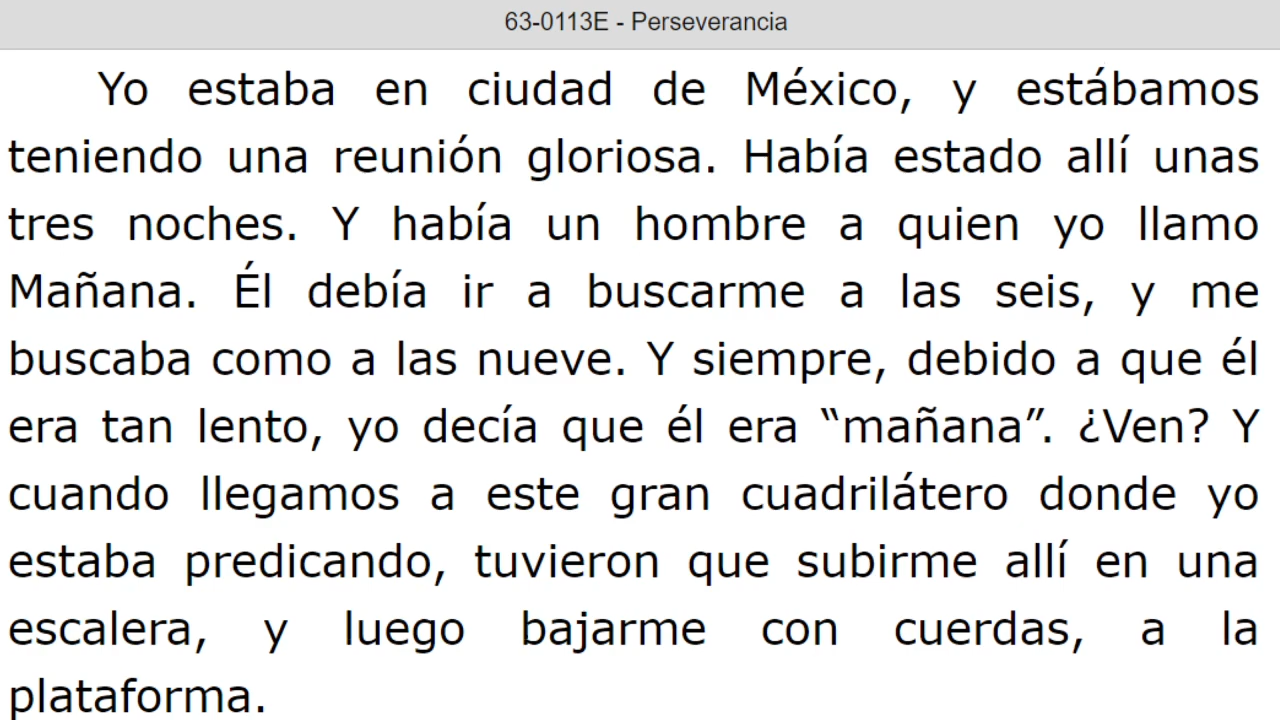 63-0113E - Perseverancia
Yo estaba en ciudad de México, y estábamos
teniendo una reunión gloriosa. Había estado allí unas
tres noches. Y había un hombre a quien yo llamo
Mañana. Él debía ir a buscarme a las seis, y me
buscaba como a las nueve. Y siempre, debido a que él
era tan lento, yo decía que él era “mañana”. ¿Ven? Y
cuando llegamos a este gran cuadrilátero donde yo
estaba predicando, tuvieron que subirme allí en una
escalera, y luego bajarme con cuerdas, a la
plataforma.